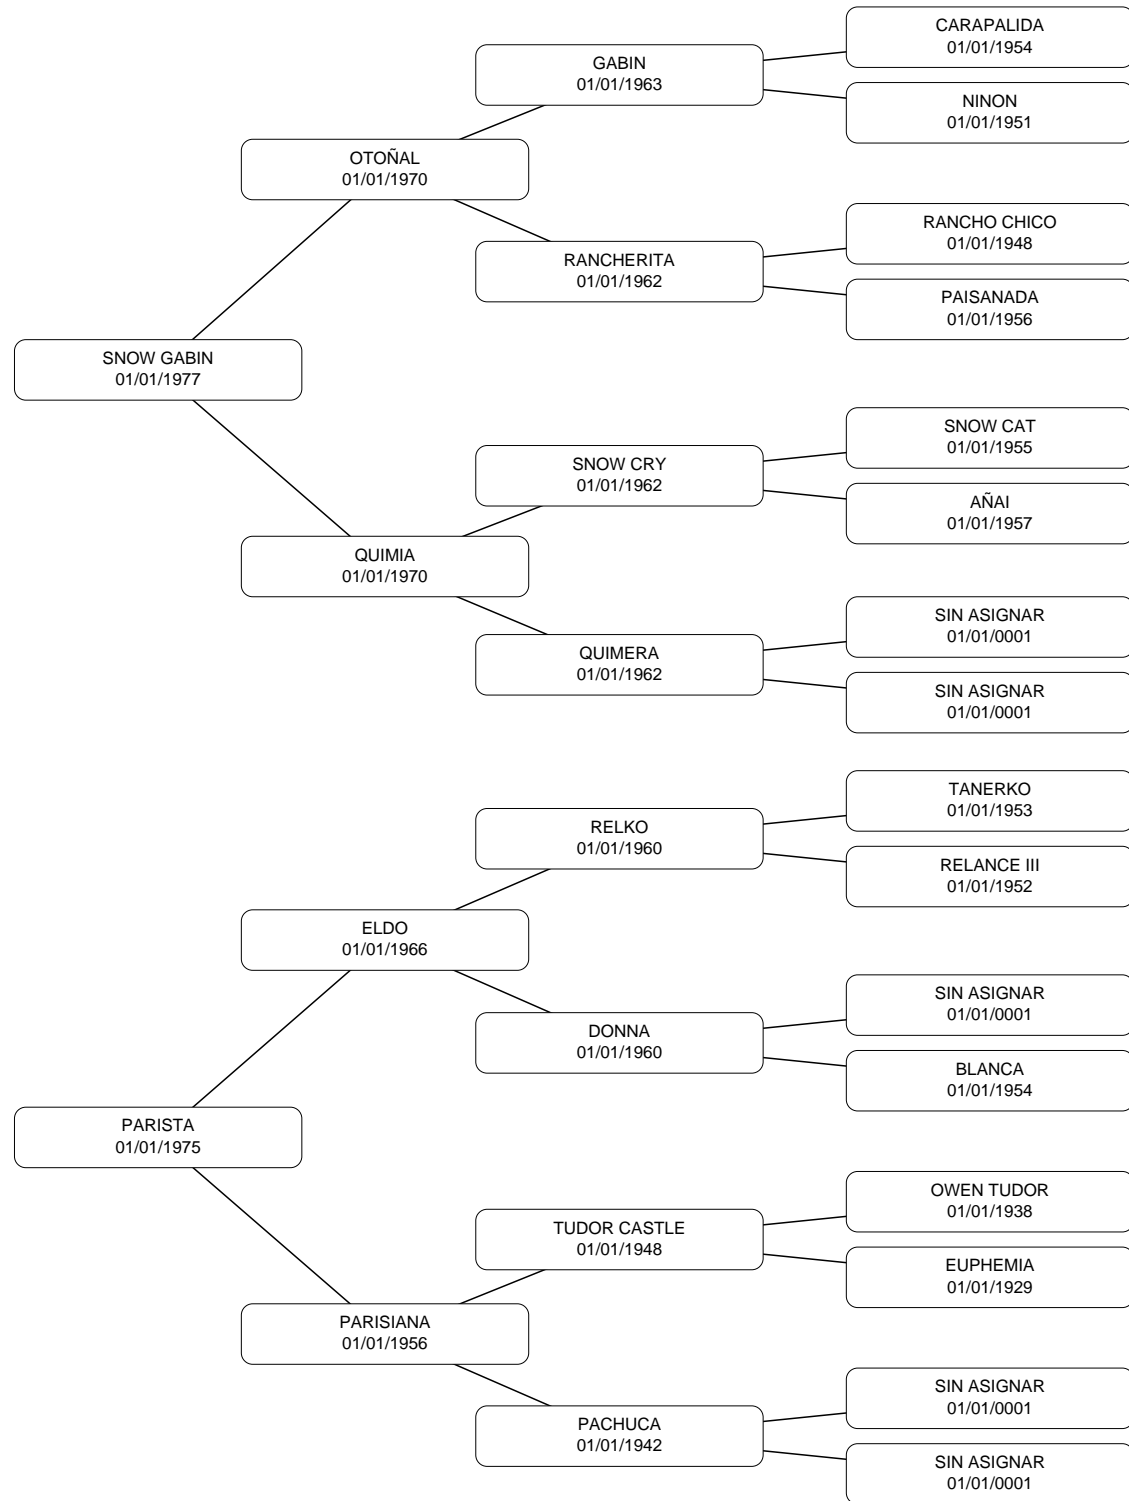 CARAPALIDA
01/01/1954
GABIN
01/01/1963
NINON
01/01/1951
OTOÑAL
01/01/1970
RANCHO CHICO
01/01/1948
RANCHERITA
01/01/1962
PAISANADA
01/01/1956
SNOW GABIN
01/01/1977
SNOW CAT
01/01/1955
SNOW CRY
01/01/1962
AÑAI
01/01/1957
QUIMIA
01/01/1970
SIN ASIGNAR
01/01/0001
QUIMERA
01/01/1962
SIN ASIGNAR
01/01/0001
TANERKO
01/01/1953
RELKO
01/01/1960
RELANCE III
01/01/1952
ELDO
01/01/1966
SIN ASIGNAR
01/01/0001
DONNA
01/01/1960
BLANCA
01/01/1954
PARISTA
01/01/1975
OWEN TUDOR
01/01/1938
TUDOR CASTLE
01/01/1948
EUPHEMIA
01/01/1929
PARISIANA
01/01/1956
SIN ASIGNAR
01/01/0001
PACHUCA
01/01/1942
SIN ASIGNAR
01/01/0001